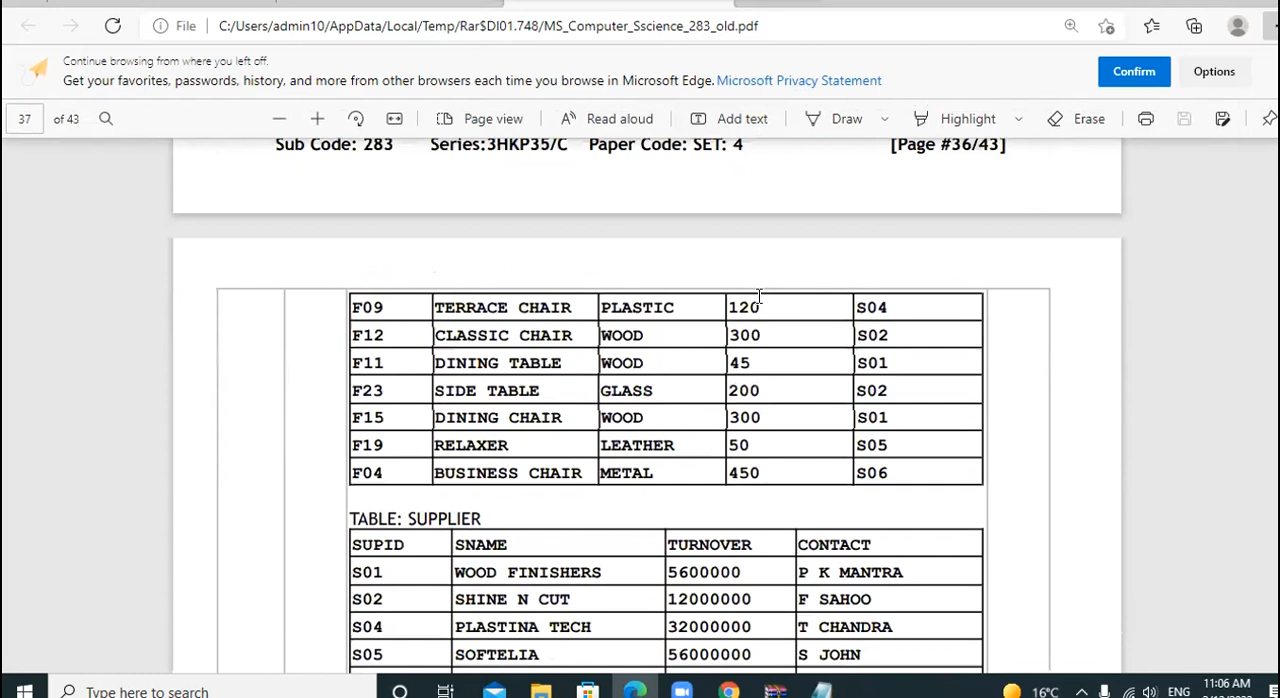 File C:/Users/admin10/AppData/Local/Temp/Rar$DI01.748/MS_Computer_Sscience_283_old.pdf
Continue browsing from where you left off.
Get your favorites, passwords, history, and more from other browsers each time you browse in Microsoft Edge. Microsoft Privacy Statement
Confirm Options
37 of 43 Page view Read aloud Add text Draw Highlight Erase
Sub Code: 283 Series:3HKP35/C Paper Code: SET: 4 [Page #36/43]
F09 TERRACE CHAIR PLASTIC 120 S04
F12 CLASSIC CHAIR WOOD 300 S02
F11 DINING TABLE WOOD 45 S01
F23 SIDE TABLE GLASS 200 S02
F15 DINING CHAIR WOOD 300 S01
F19 RELAXER LEATHER 50 S05
F04 BUSINESS CHAIR METAL 450 S06
TABLE: SUPPLIER
SUPID SNAME TURNOVER CONTACT
S01 WOOD FINISHERS 5600000 P K MANTRA
S02 SHINE N CUT 12000000 F SAHOO
S04 PLASTINA TECH 32000000 T CHANDRA
S05 SOFTELIA 56000000 S JOHN
Type here to search 16°C ENG 11:06 AM